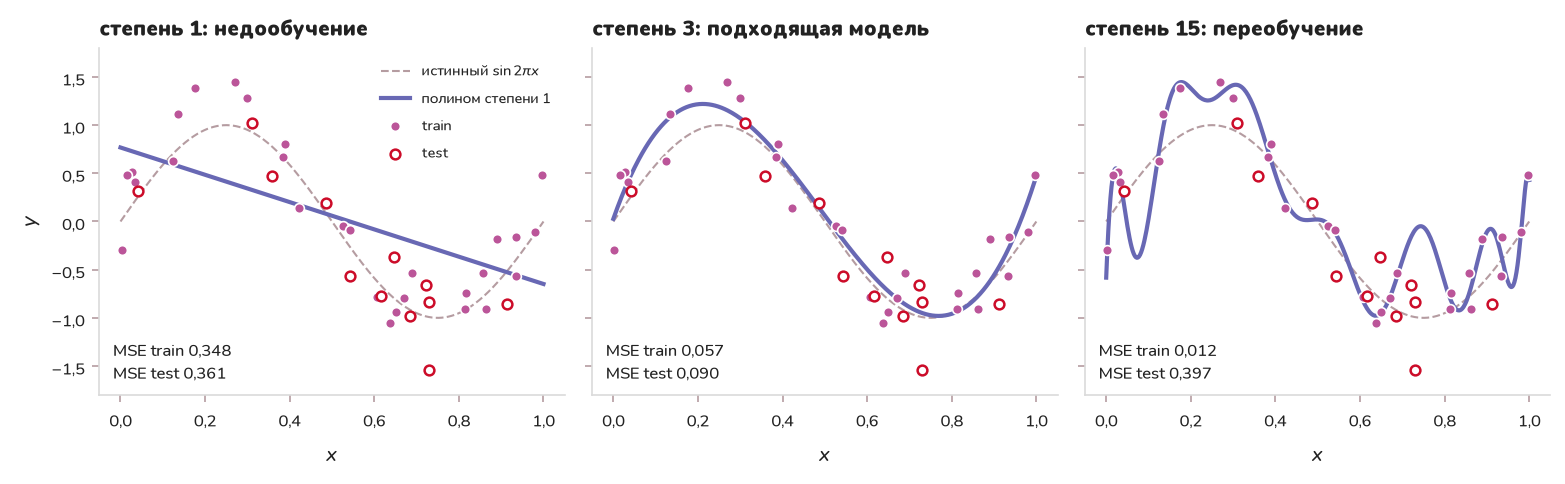 степень 1: недообучение
степень 3: подходящая модель
степень 15: переобучение
истинный sin 2πx
полином степени 1
train
test
y
1,5
1,0
0,5
0,0
−0,5
−1,0
−1,5
MSE train 0,348
MSE test 0,361
MSE train 0,057
MSE test 0,090
MSE train 0,012
MSE test 0,397
0,0 0,2 0,4 0,6 0,8 1,0
0,0 0,2 0,4 0,6 0,8 1,0
0,0 0,2 0,4 0,6 0,8 1,0
x
x
x